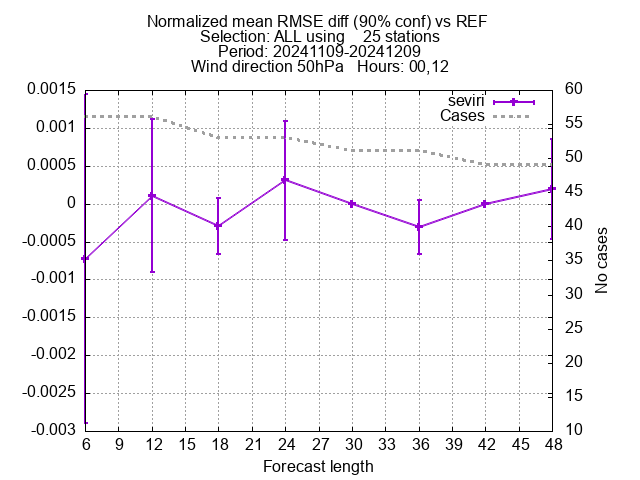 Normalized mean RMSE diff (90% conf) vs REF
Selection: ALL using    25 stations
Period: 20241109-20241209
Wind direction 50hPa   Hours: 00,12
seviri
Cases
0.0015
0.001
0.0005
0
-0.0005
-0.001
-0.0015
-0.002
-0.0025
-0.003
60
55
50
45
40
35
30
25
20
15
10
No cases
6 9 12 15 18 21 24 27 30 33 36 39 42 45 48
Forecast length